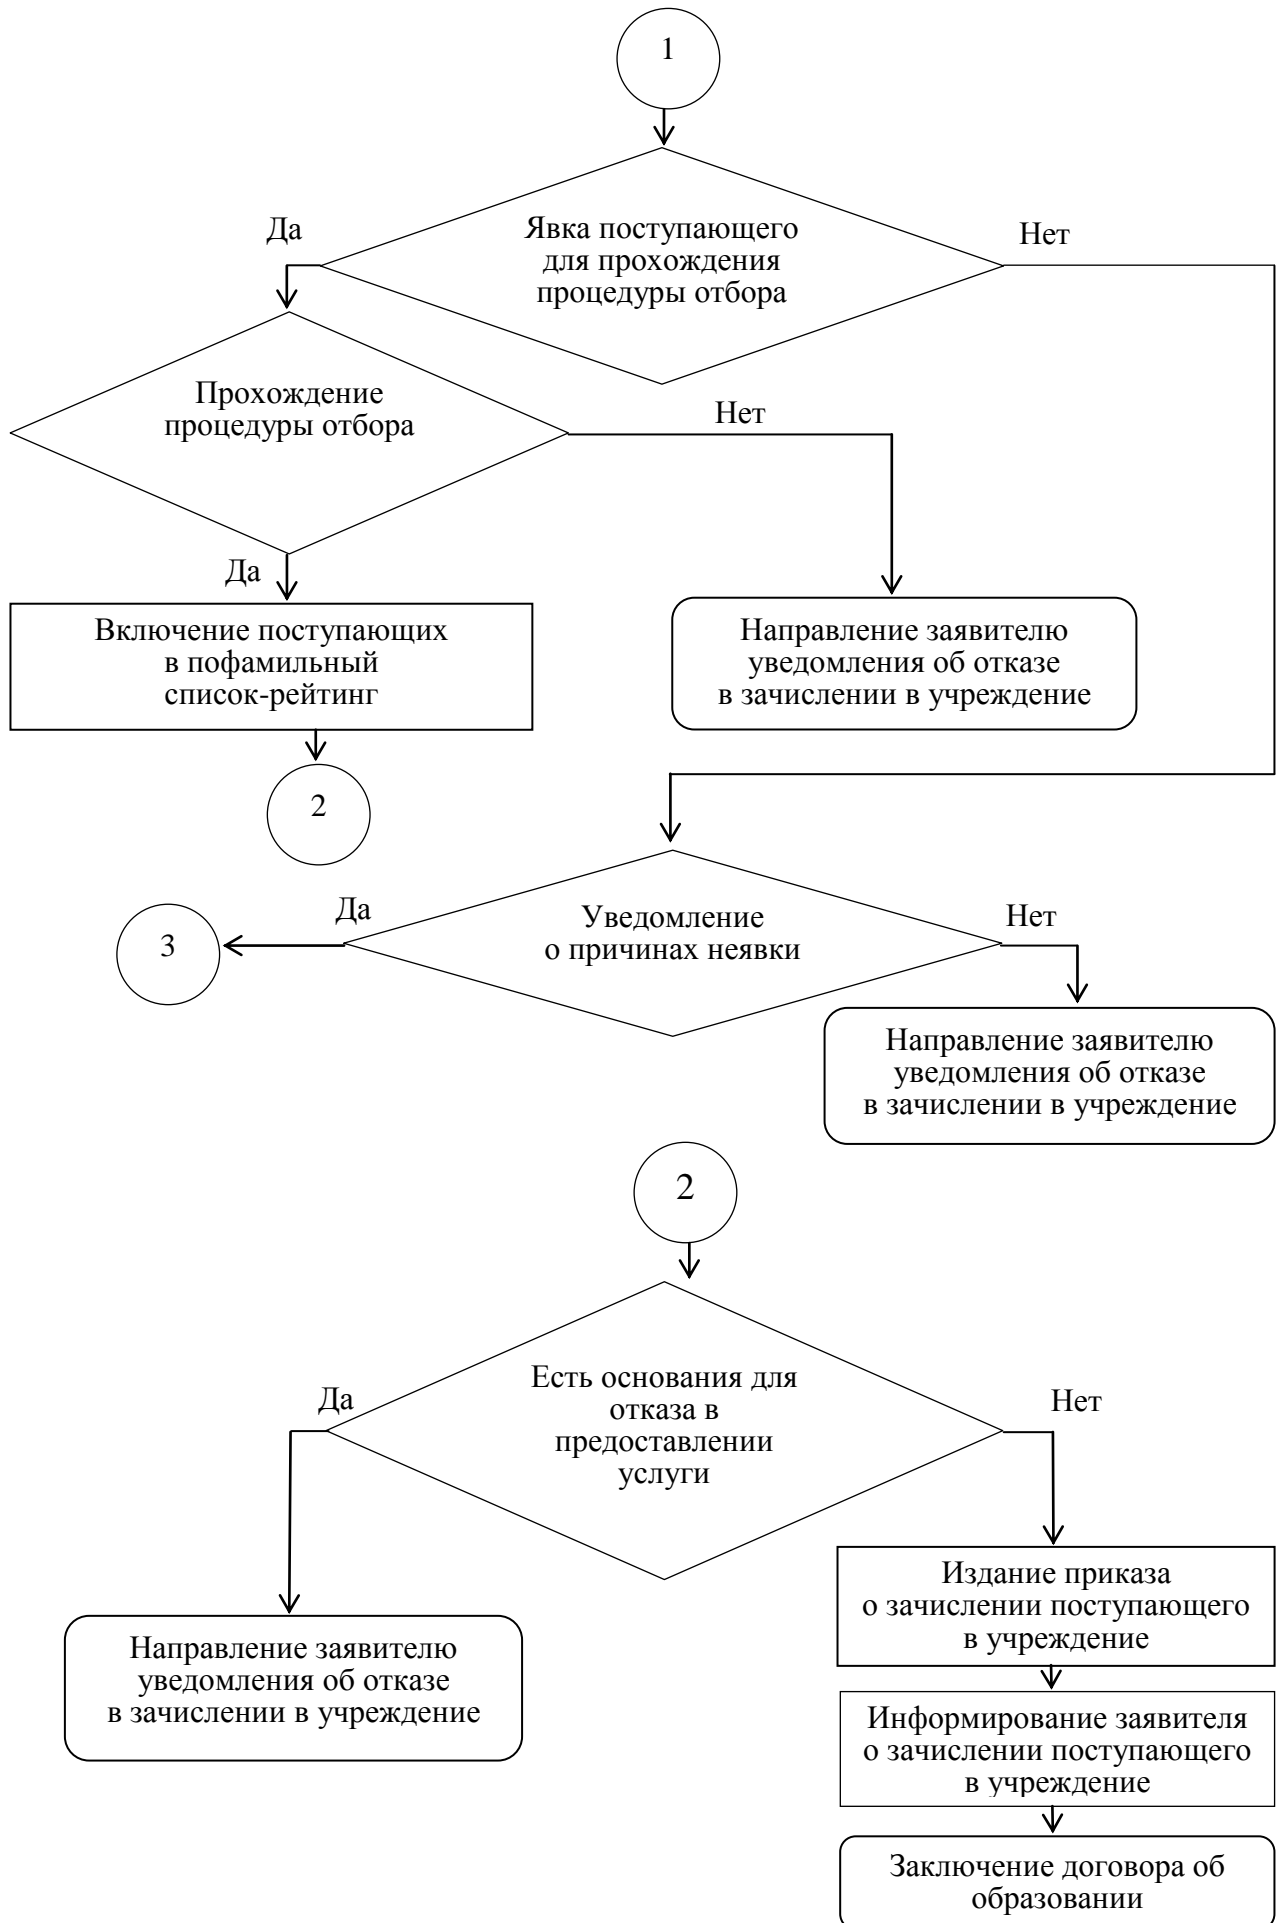 1
Да
Явка поступающего
для прохождения
процедуры отбора
Нет
Прохождение
процедуры отбора
Нет
Да
Включение поступающих
в пофамильный
список-рейтинг
Направление заявителю
уведомления об отказе
в зачислении в учреждение
2
Да
Уведомление
о причинах неявки
Нет
3
Направление заявителю
уведомления об отказе
в зачислении в учреждение
2
Да
Есть основания для
отказа в
предоставлении
услуги
Нет
Издание приказа
о зачислении поступающего
в учреждение
Направление заявителю
уведомления об отказе
в зачислении в учреждение
Информирование заявителя
о зачислении поступающего
в учреждение
Заключение договора об
образовании